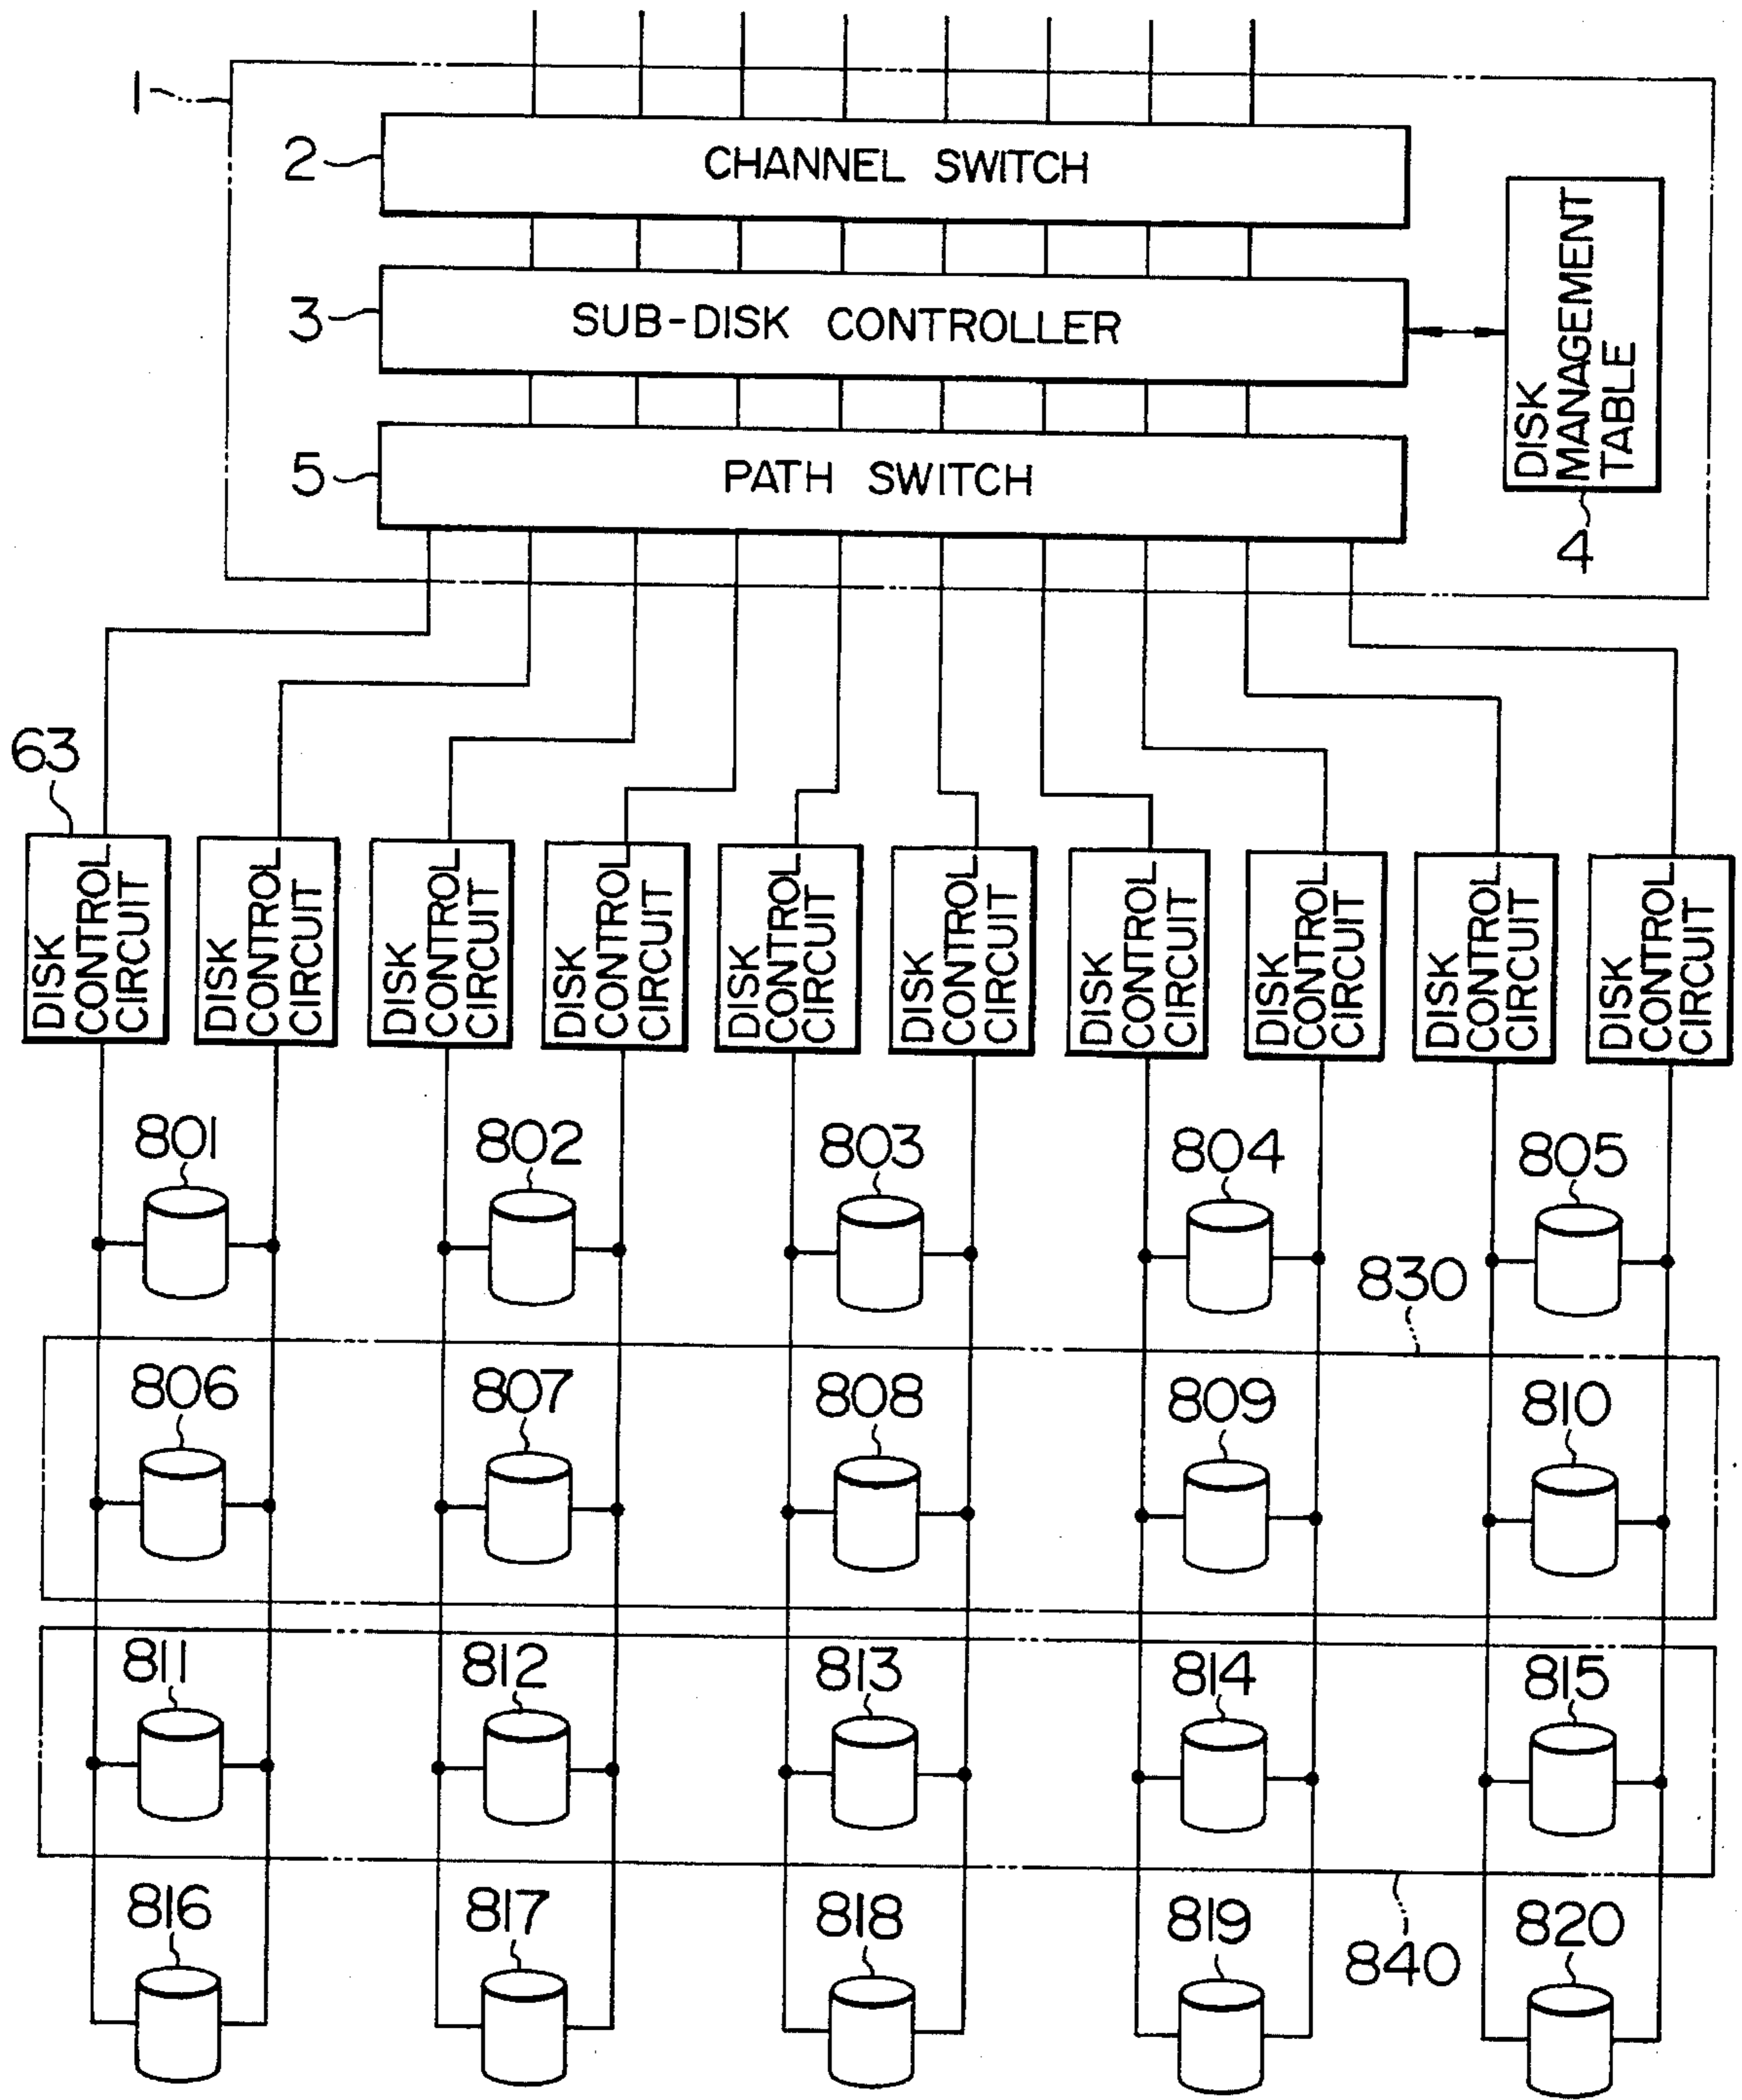 1
2
CHANNEL SWITCH
3
SUB-DISK CONTROLLER
DISK
MANAGEMENT
TABLE
4
5
PATH SWITCH
63
DISK
CONTROL
CIRCUIT
DISK
CONTROL
CIRCUIT
DISK
CONTROL
CIRCUIT
DISK
CONTROL
CIRCUIT
DISK
CONTROL
CIRCUIT
DISK
CONTROL
CIRCUIT
DISK
CONTROL
CIRCUIT
DISK
CONTROL
CIRCUIT
DISK
CONTROL
CIRCUIT
DISK
CONTROL
CIRCUIT
801
802
803
804
805
830
806
807
808
809
810
811
812
813
814
815
840
816
817
818
819
820